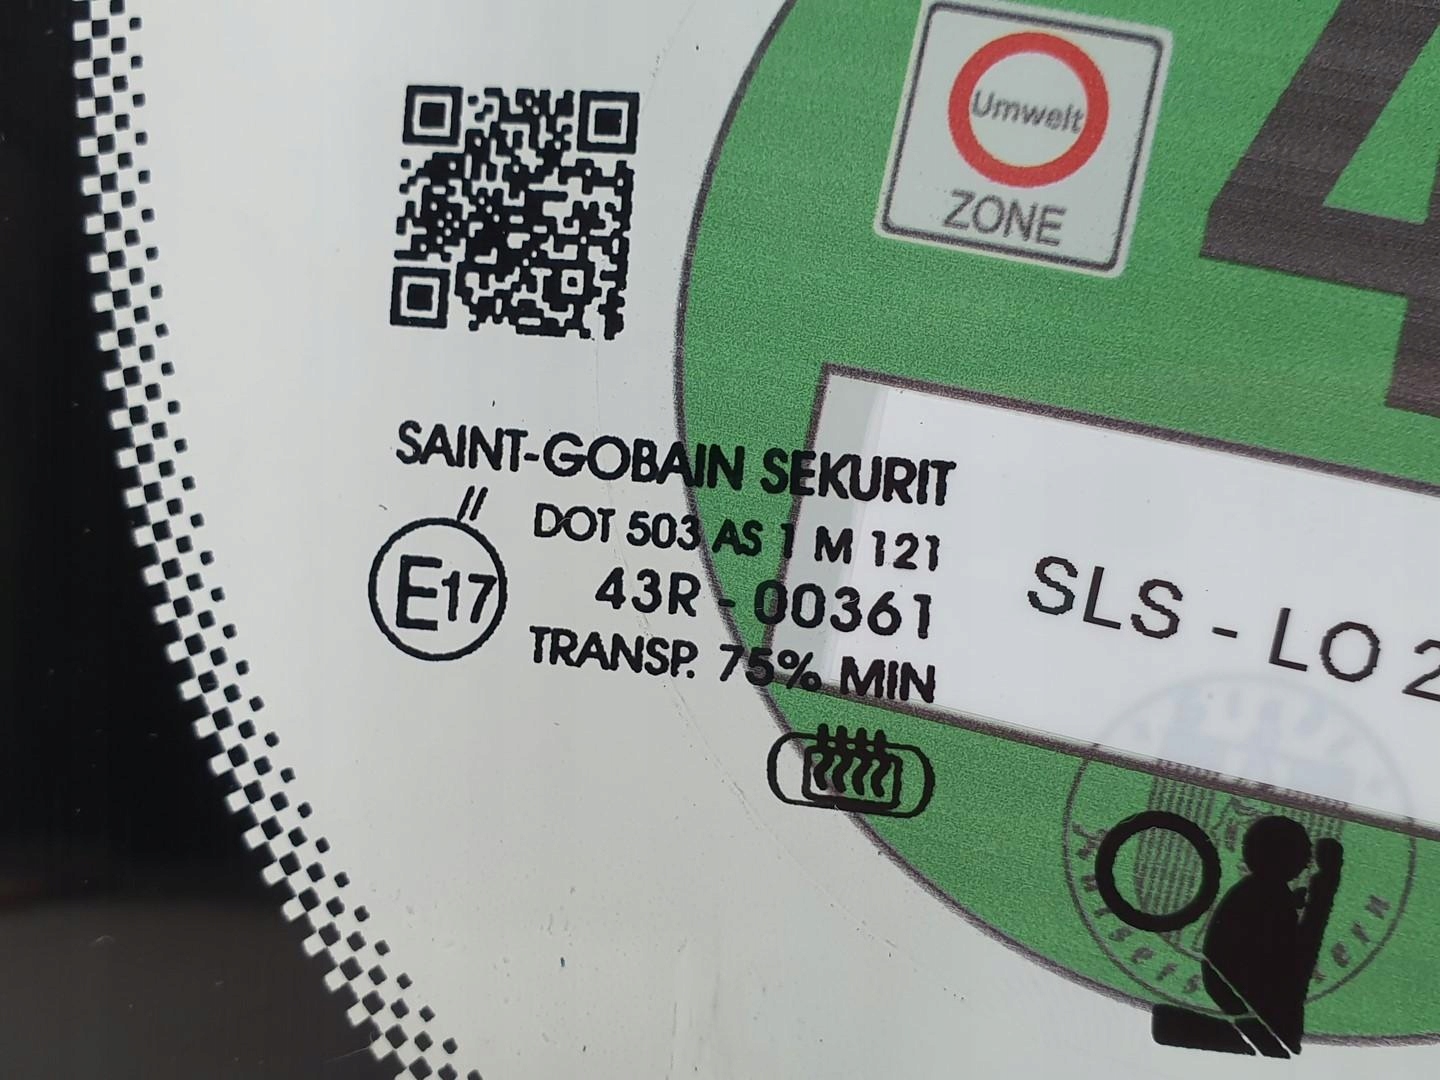 Umwelt
ZONE
4
SAINT-GOBAIN SEKURIT
//
DOT 503 AS 1 M 121
E17
43R - 00361
TRANSP. 75% MIN
SLS - LO 2